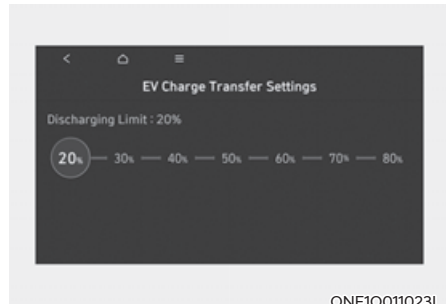 EV Charge Transfer Settings
Discharging Limit : 20%
20% 30% 40% 50% 60% 70% 80%
ONE1Q011023L